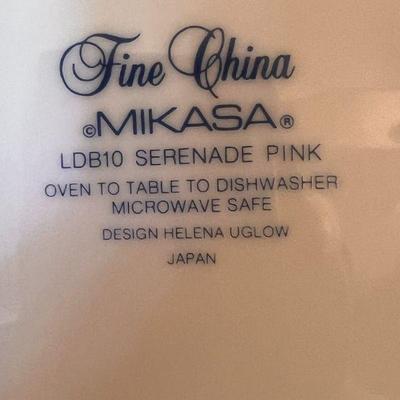 Fine China
©MIKASA®
LDB10 SERENADE PINK
OVEN TO TABLE TO DISHWASHER
MICROWAVE SAFE
DESIGN HELENA UGLOW
JAPAN